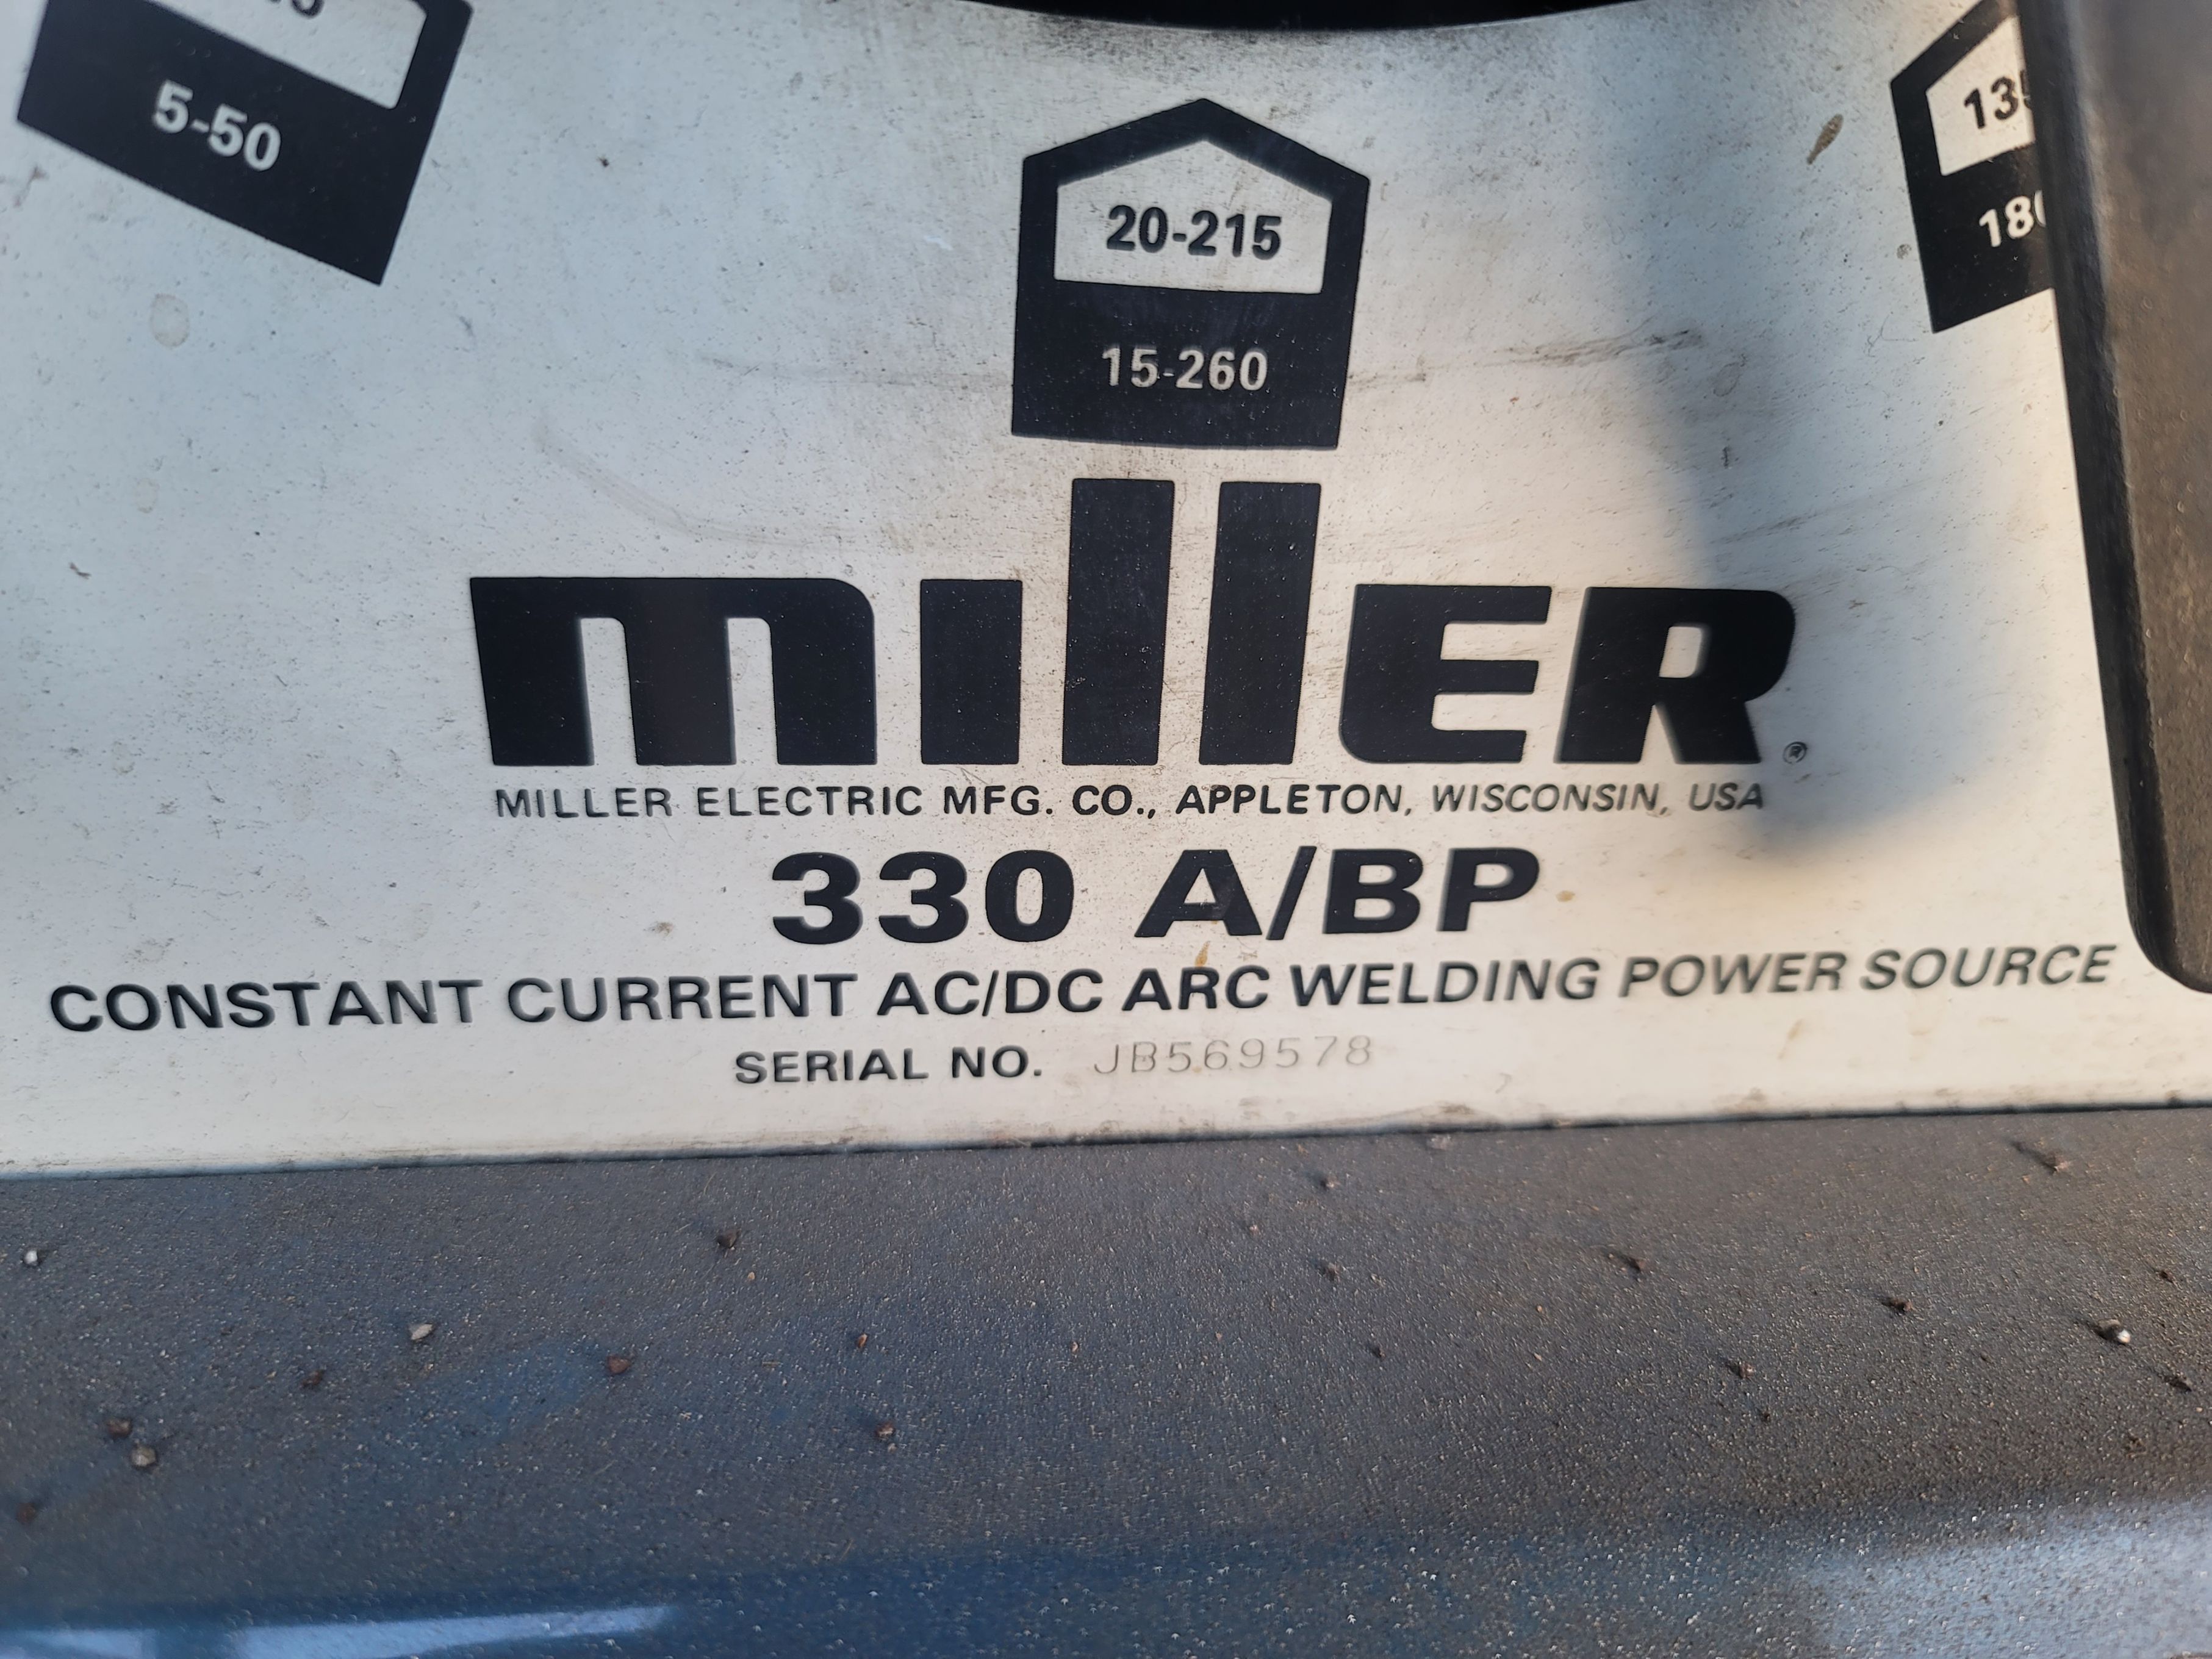 5-50
20-215
15-260
miller®
MILLER ELECTRIC MFG. CO., APPLETON, WISCONSIN, USA
330 A/BP
CONSTANT CURRENT AC/DC ARC WELDING POWER SOURCE
SERIAL NO. JB569578